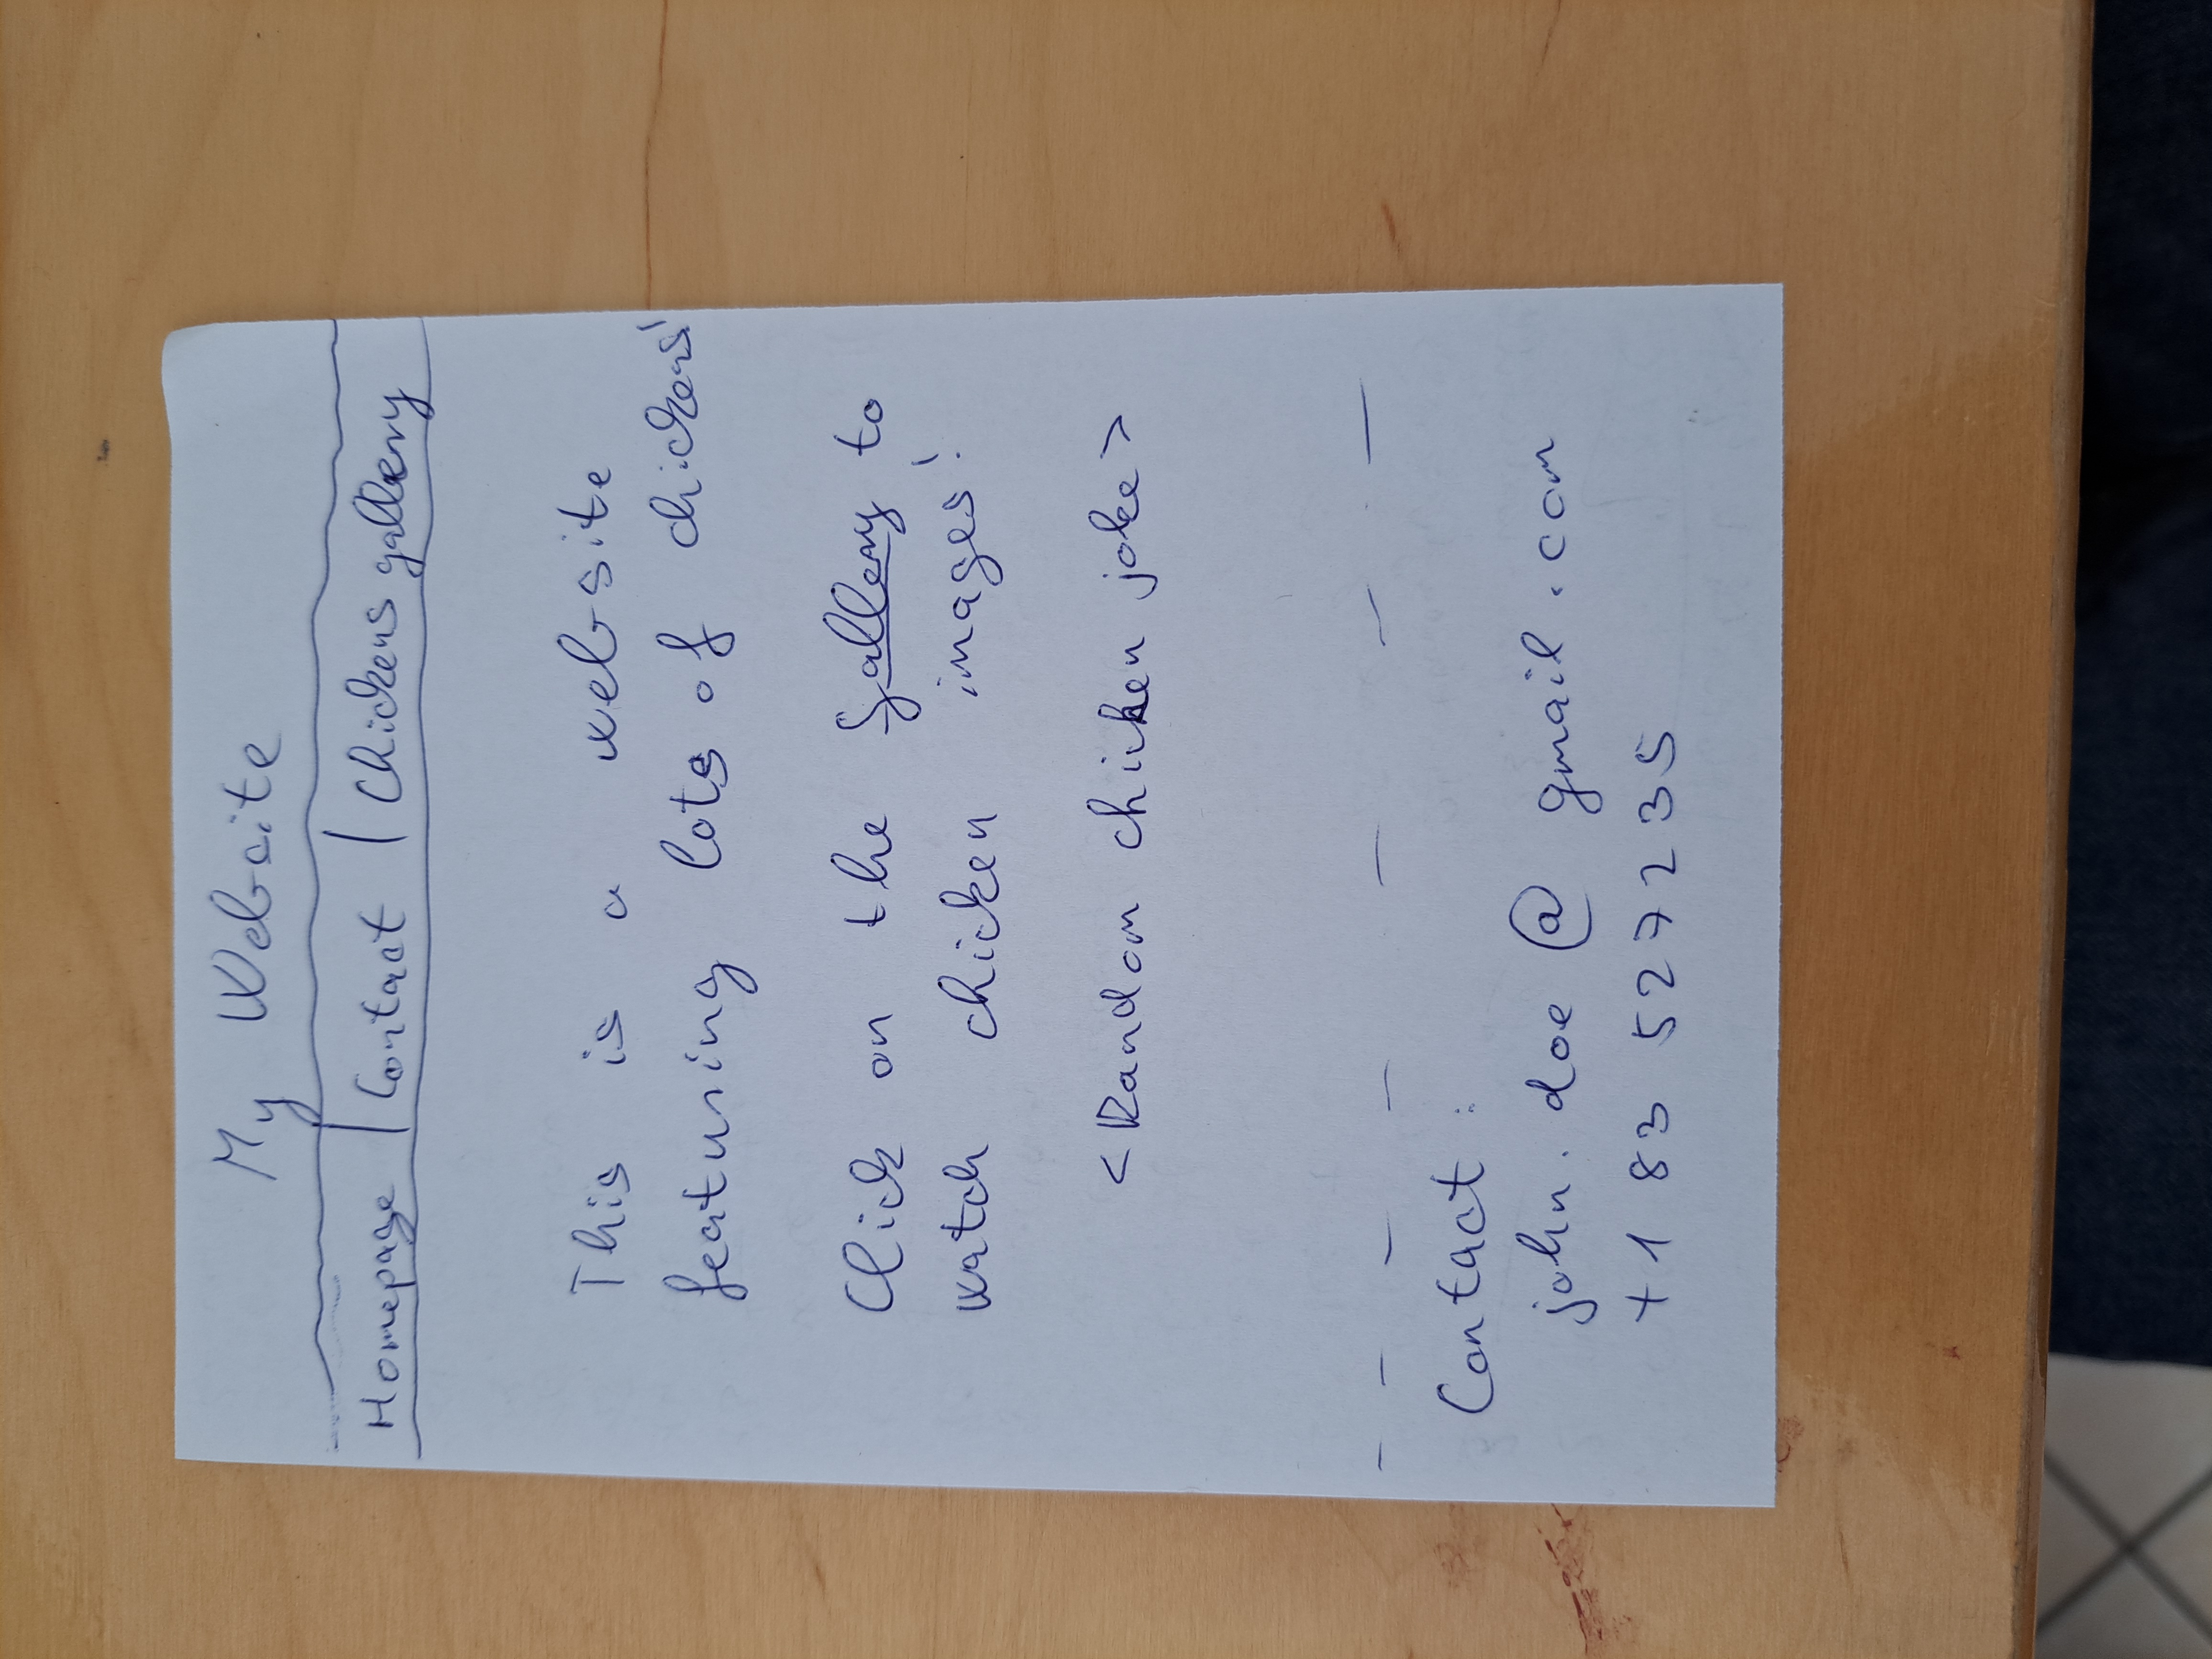 My Website
Homepage | Contact | Chickens gallery
This is a website
featuring lots of chickens!
Click on the Gallery to
watch chicken images!
<Random chicken joke>
Contact :
john.doe@gmail.com
+1 83 527235